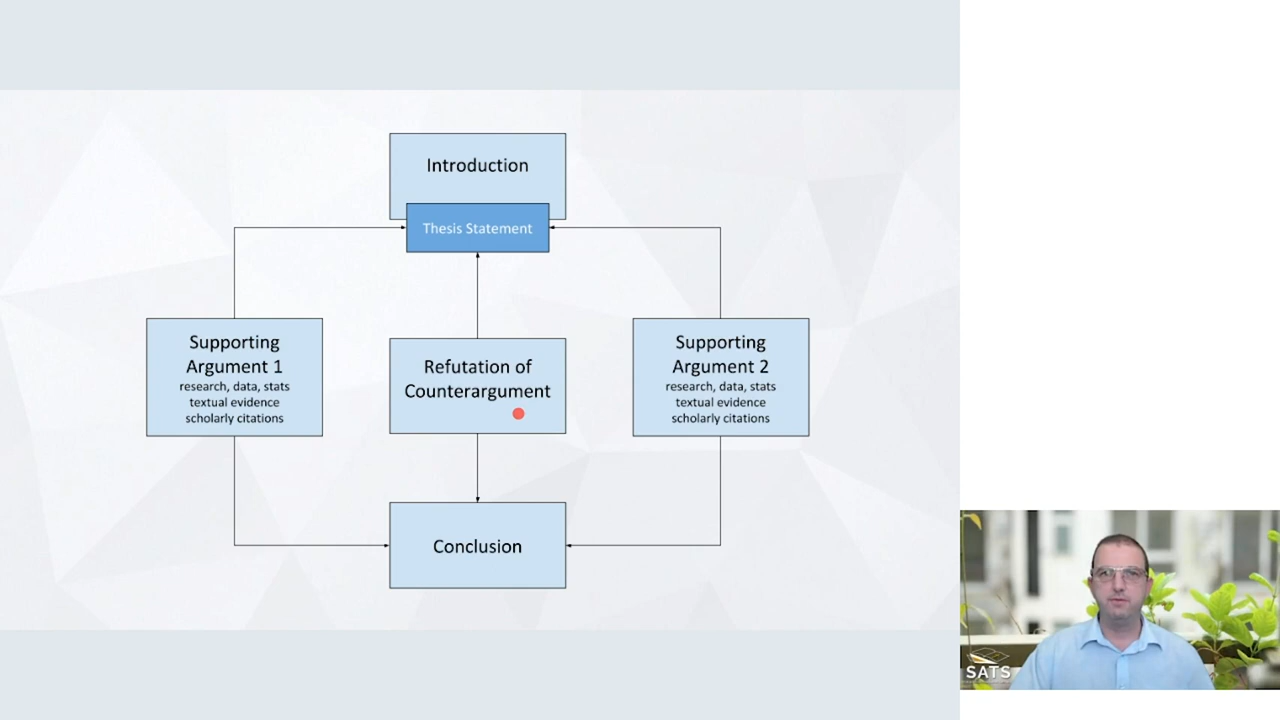 Introduction
Thesis Statement
Supporting
Argument 1
research, data, stats
textual evidence
scholarly citations
Refutation of
Counterargument
Supporting
Argument 2
research, data, stats
textual evidence
scholarly citations
Conclusion
SATS